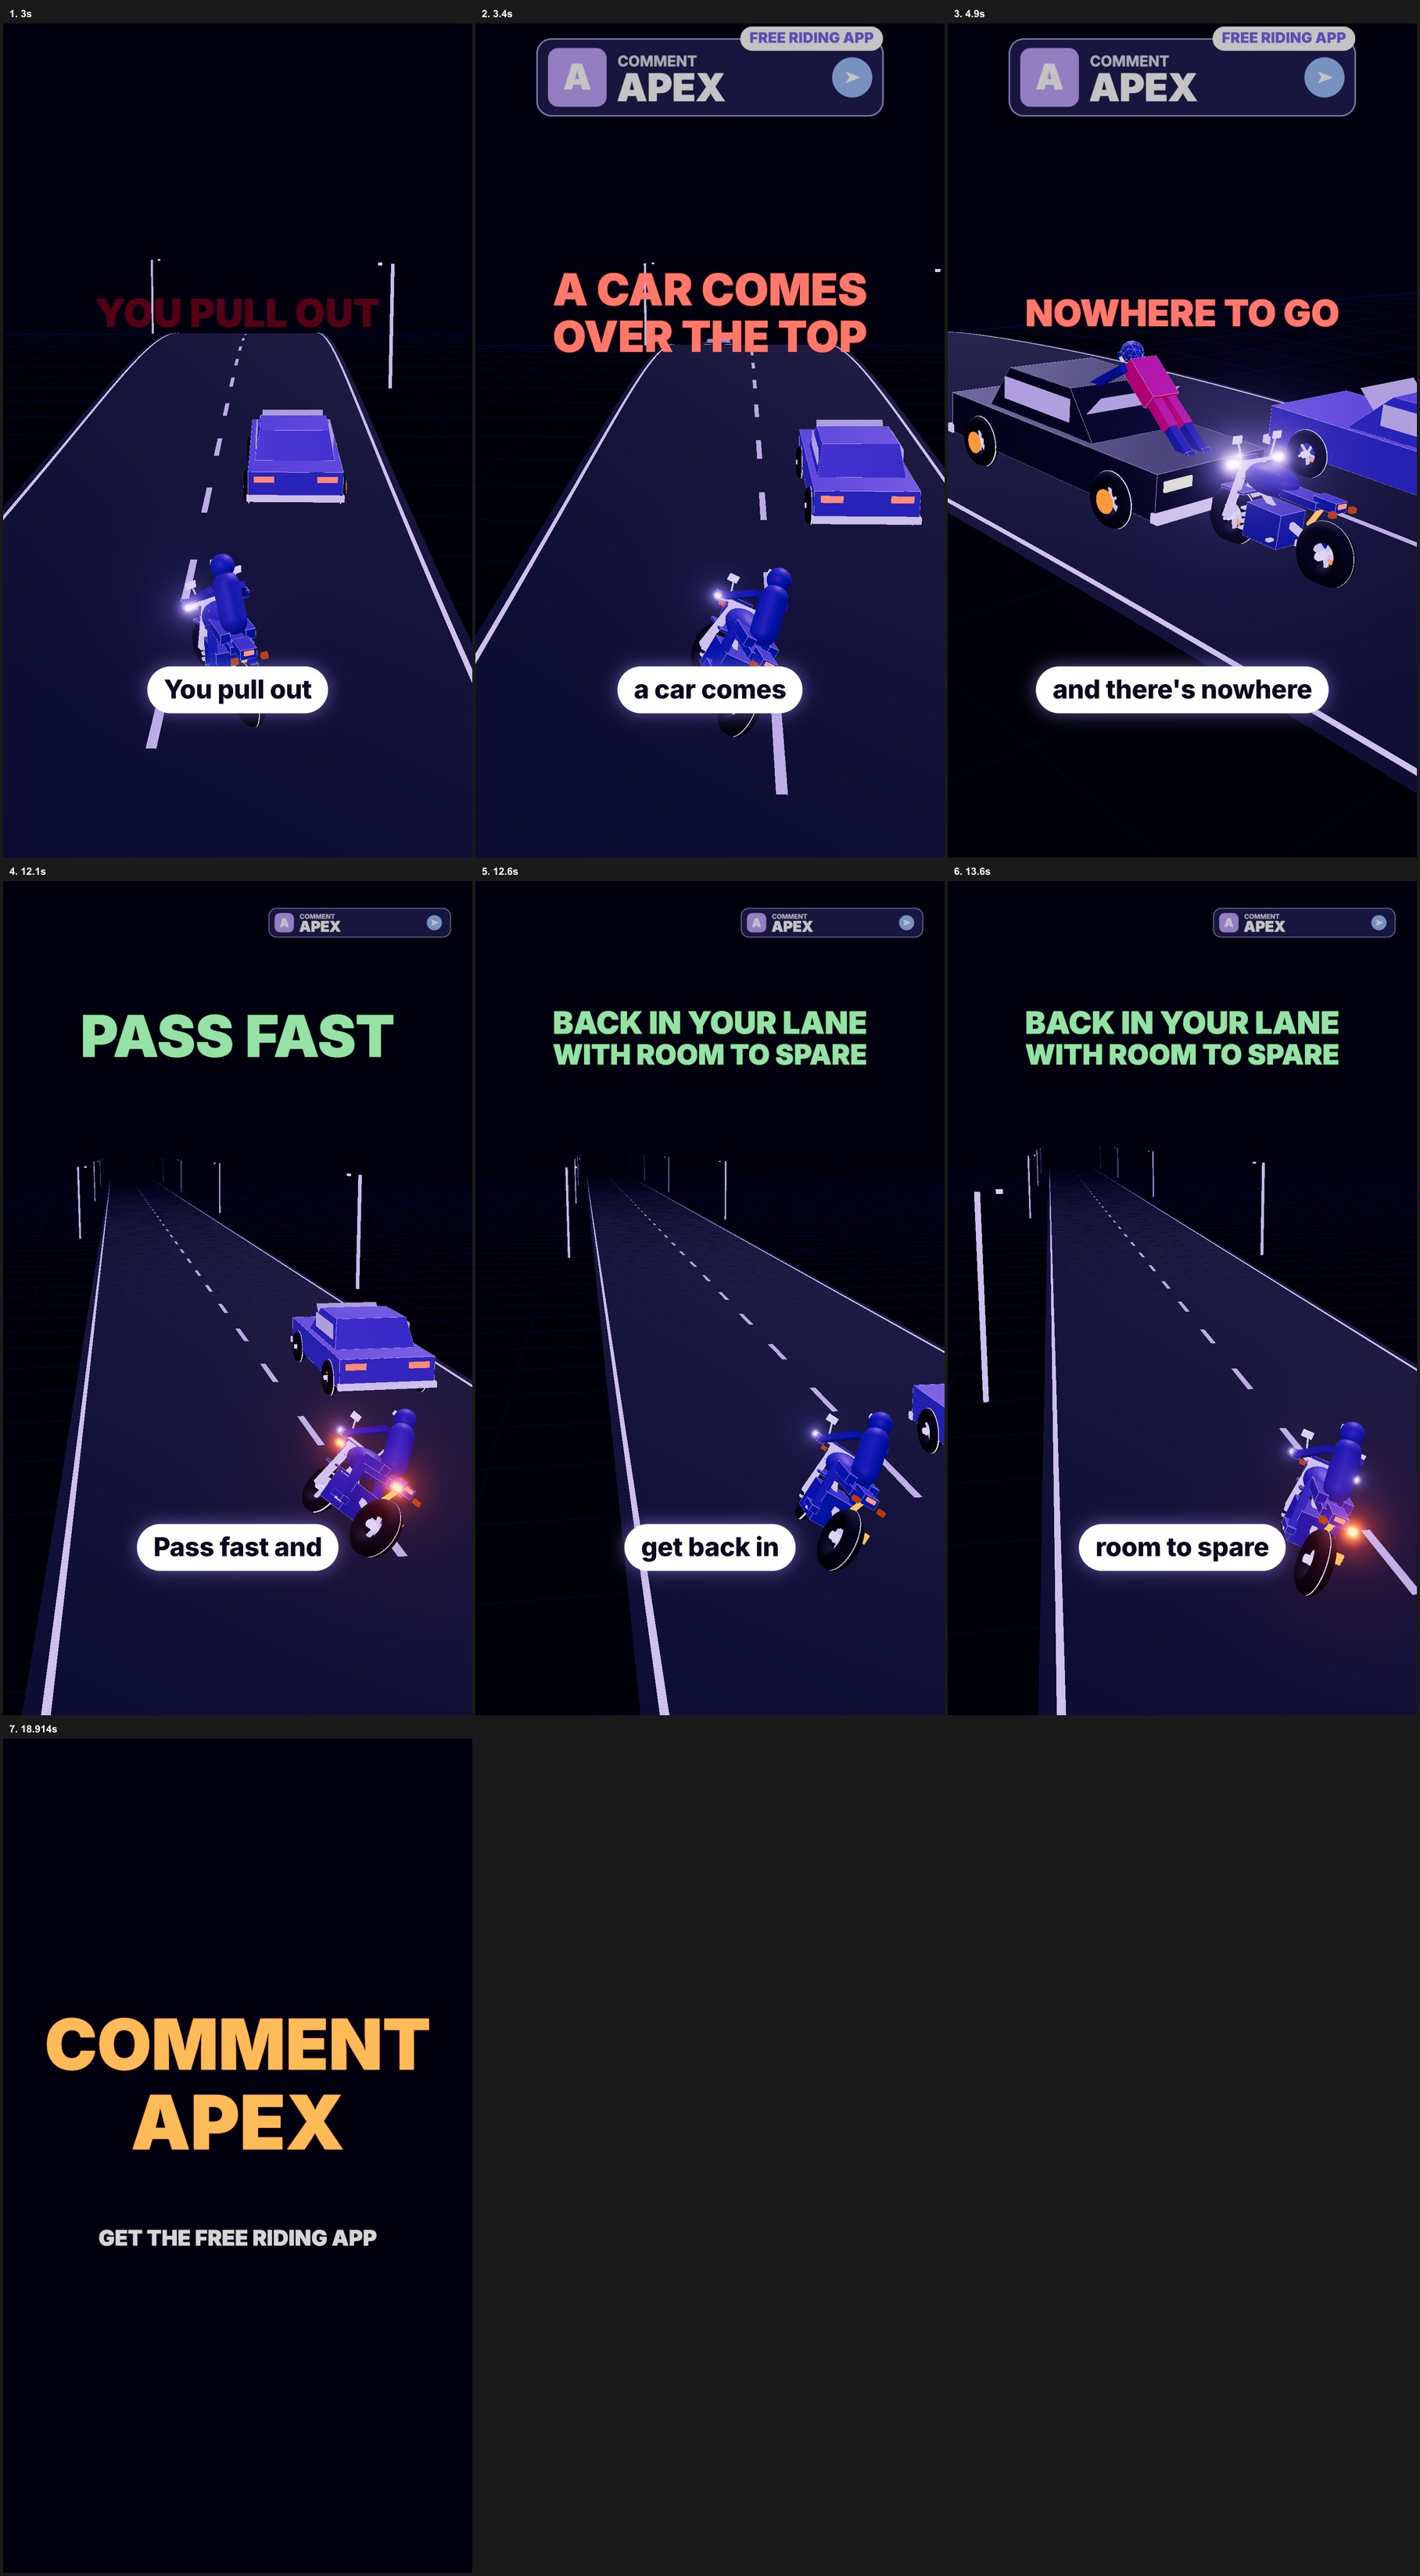 1. 3s
YOU PULL OUT
You pull out
2. 3.4s
FREE RIDING APP
A
COMMENT
APEX
A CAR COMES
OVER THE TOP
a car comes
3. 4.9s
FREE RIDING APP
A
COMMENT
APEX
NOWHERE TO GO
and there's nowhere
4. 12.1s
A
COMMENT
APEX
PASS FAST
Pass fast and
5. 12.6s
A
COMMENT
APEX
BACK IN YOUR LANE
WITH ROOM TO SPARE
get back in
6. 13.6s
A
COMMENT
APEX
BACK IN YOUR LANE
WITH ROOM TO SPARE
room to spare
7. 18.914s
COMMENT
APEX
GET THE FREE RIDING APP